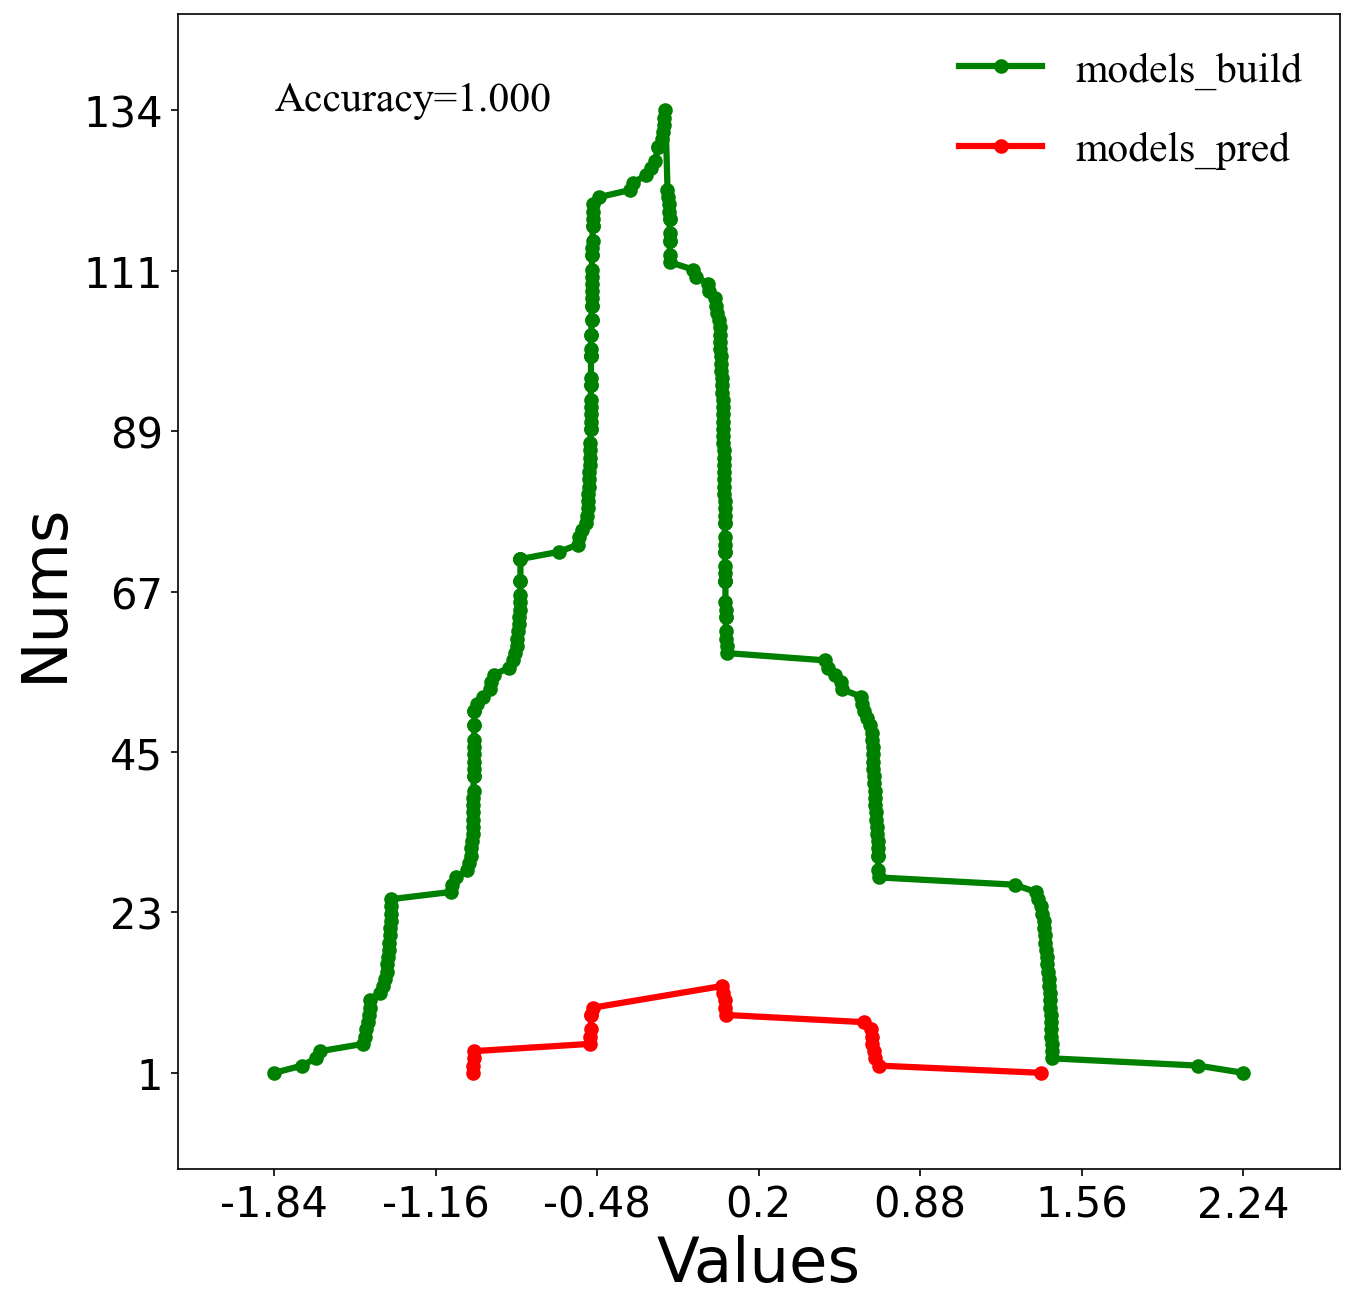 models_build
Accuracy=1.000
models_pred
134
111
89
67
45
23
1
Nums
-1.84 -1.16 -0.48 0.2 0.88 1.56 2.24
Values